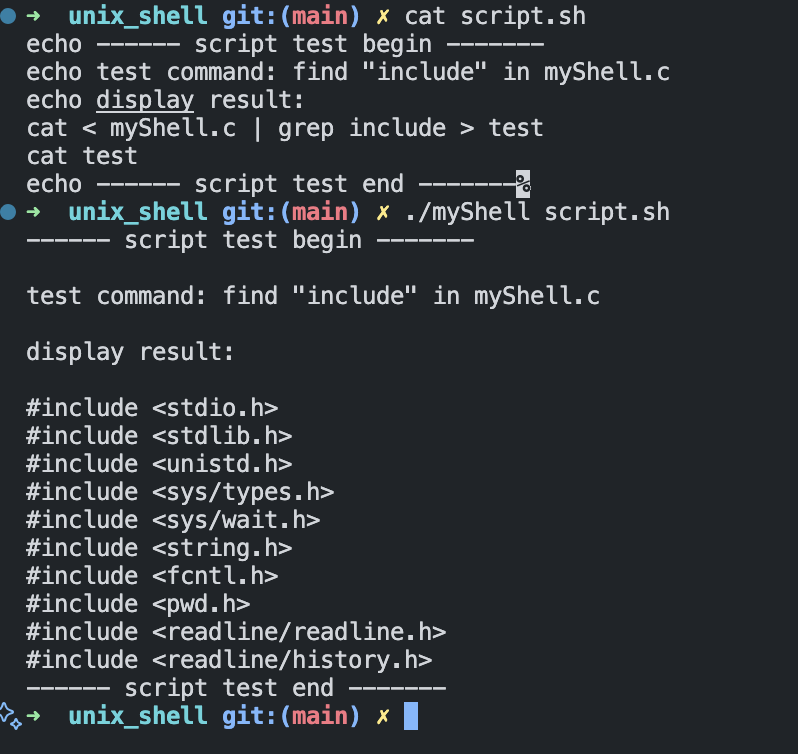 ➜  unix_shell git:(main) ✗ cat script.sh
echo ------ script test begin -------
echo test command: find "include" in myShell.c
echo display result:
cat < myShell.c | grep include > test
cat test
echo ------ script test end -------%
➜  unix_shell git:(main) ✗ ./myShell script.sh
------ script test begin -------
test command: find "include" in myShell.c
display result:
#include <stdio.h>
#include <stdlib.h>
#include <unistd.h>
#include <sys/types.h>
#include <sys/wait.h>
#include <string.h>
#include <fcntl.h>
#include <pwd.h>
#include <readline/readline.h>
#include <readline/history.h>
------ script test end -------
➜  unix_shell git:(main) ✗